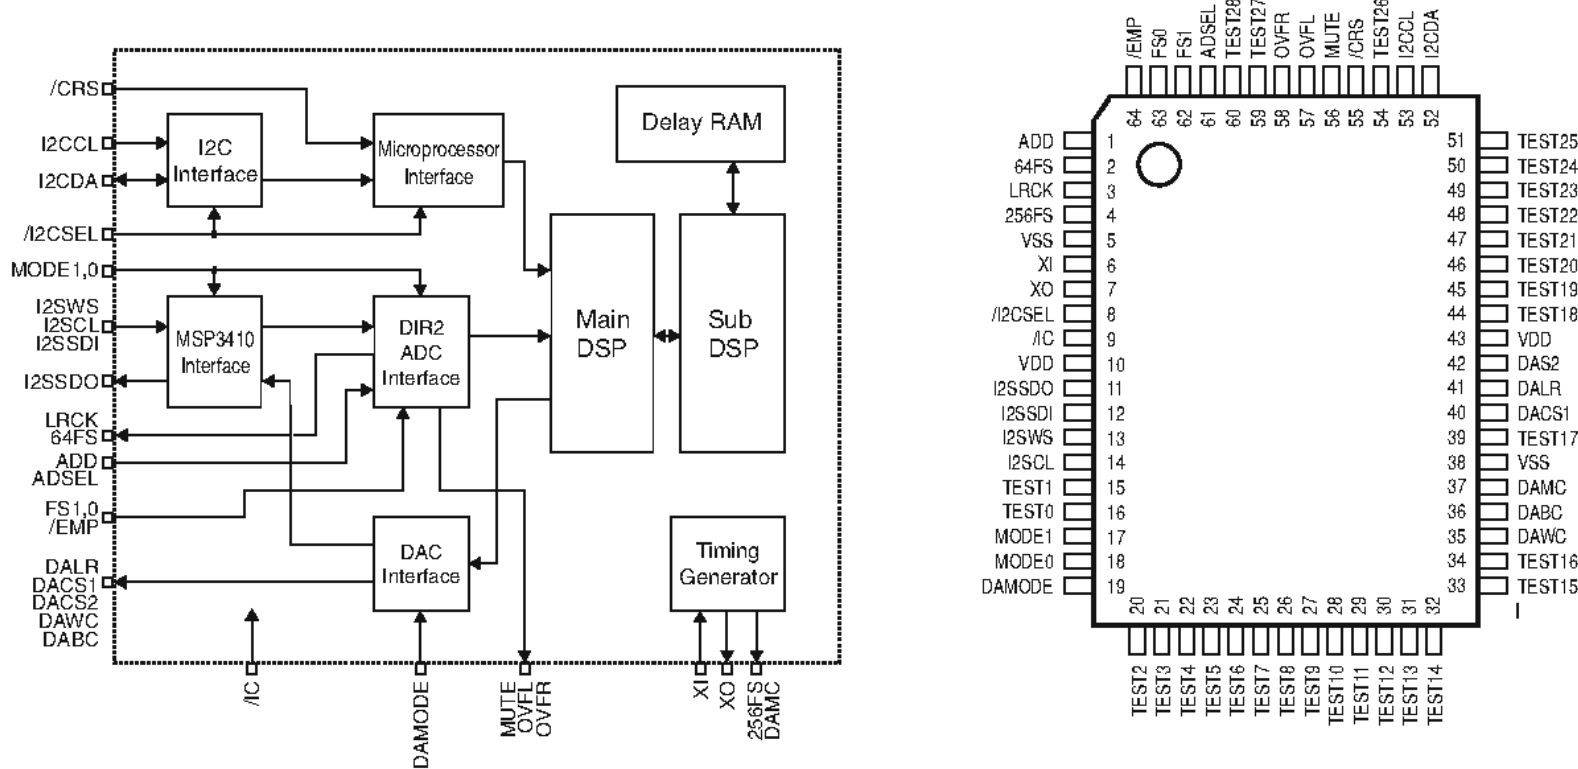 /CRS
I2CCL
I2CDA
/I2CSEL
MODE1,0
I2SWS
I2SCL
I2SSDI
I2SSDO
LRCK
64FS
ADD
ADSEL
FS1,0
/EMP
DALR
DACS1
DACS2
DAWC
DABC
I2C
Interface
Microprocessor
Interface
Delay RAM
MSP3410
Interface
DIR2
ADC
Interface
Main
DSP
Sub
DSP
DAC
Interface
Timing
Generator
/IC
DAMODE
MUTE
OVFL
OVFR
XI
XO
256FS
DAMC
/EMP
FS0
FS1
ADSEL
TEST28
TEST27
OVFR
OVFL
MUTE
/CRS
TEST26
I2CCL
I2CDA
64
63
62
61
60
59
58
57
56
55
54
53
52
ADD 1
64FS 2
LRCK 3
256FS 4
VSS 5
XI 6
XO 7
/I2CSEL 8
/IC 9
VDD 10
I2SSDO 11
I2SSDI 12
I2SWS 13
I2SCL 14
TEST1 15
TEST0 16
MODE1 17
MODE0 18
DAMODE 19
51 TEST25
50 TEST24
49 TEST23
48 TEST22
47 TEST21
46 TEST20
45 TEST19
44 TEST18
43 VDD
42 DAS2
41 DALR
40 DACS1
39 TEST17
38 VSS
37 DAMC
36 DABC
35 DAWC
34 TEST16
33 TEST15
20
21
22
23
24
25
26
27
28
29
30
31
32
TEST2
TEST3
TEST4
TEST5
TEST6
TEST7
TEST8
TEST9
TEST10
TEST11
TEST12
TEST13
TEST14